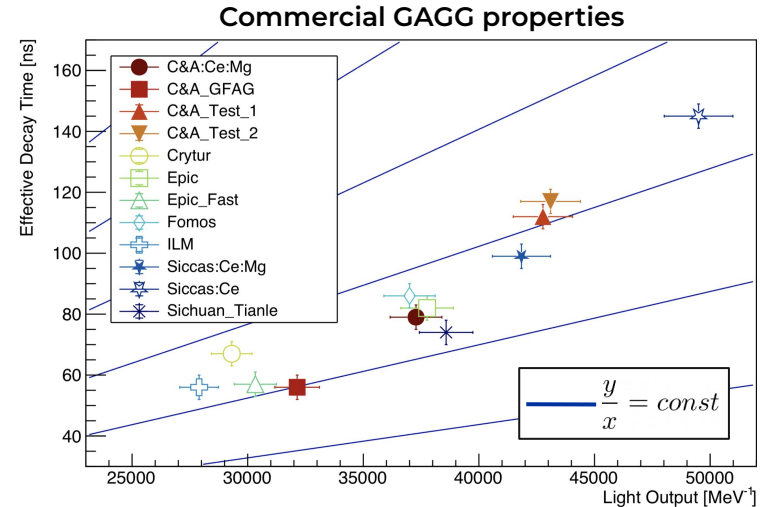 Commercial GAGG properties
Effective Decay Time [ns]
160
140
120
100
80
60
40
C&A:Ce:Mg
C&A_GFAG
C&A_Test_1
C&A_Test_2
Crytur
Epic
Epic_Fast
Fomos
ILM
Siccas:Ce:Mg
Siccas:Ce
Sichuan_Tianle
y/x = const
25000 30000 35000 40000 45000 50000
Light Output [MeV⁻¹]